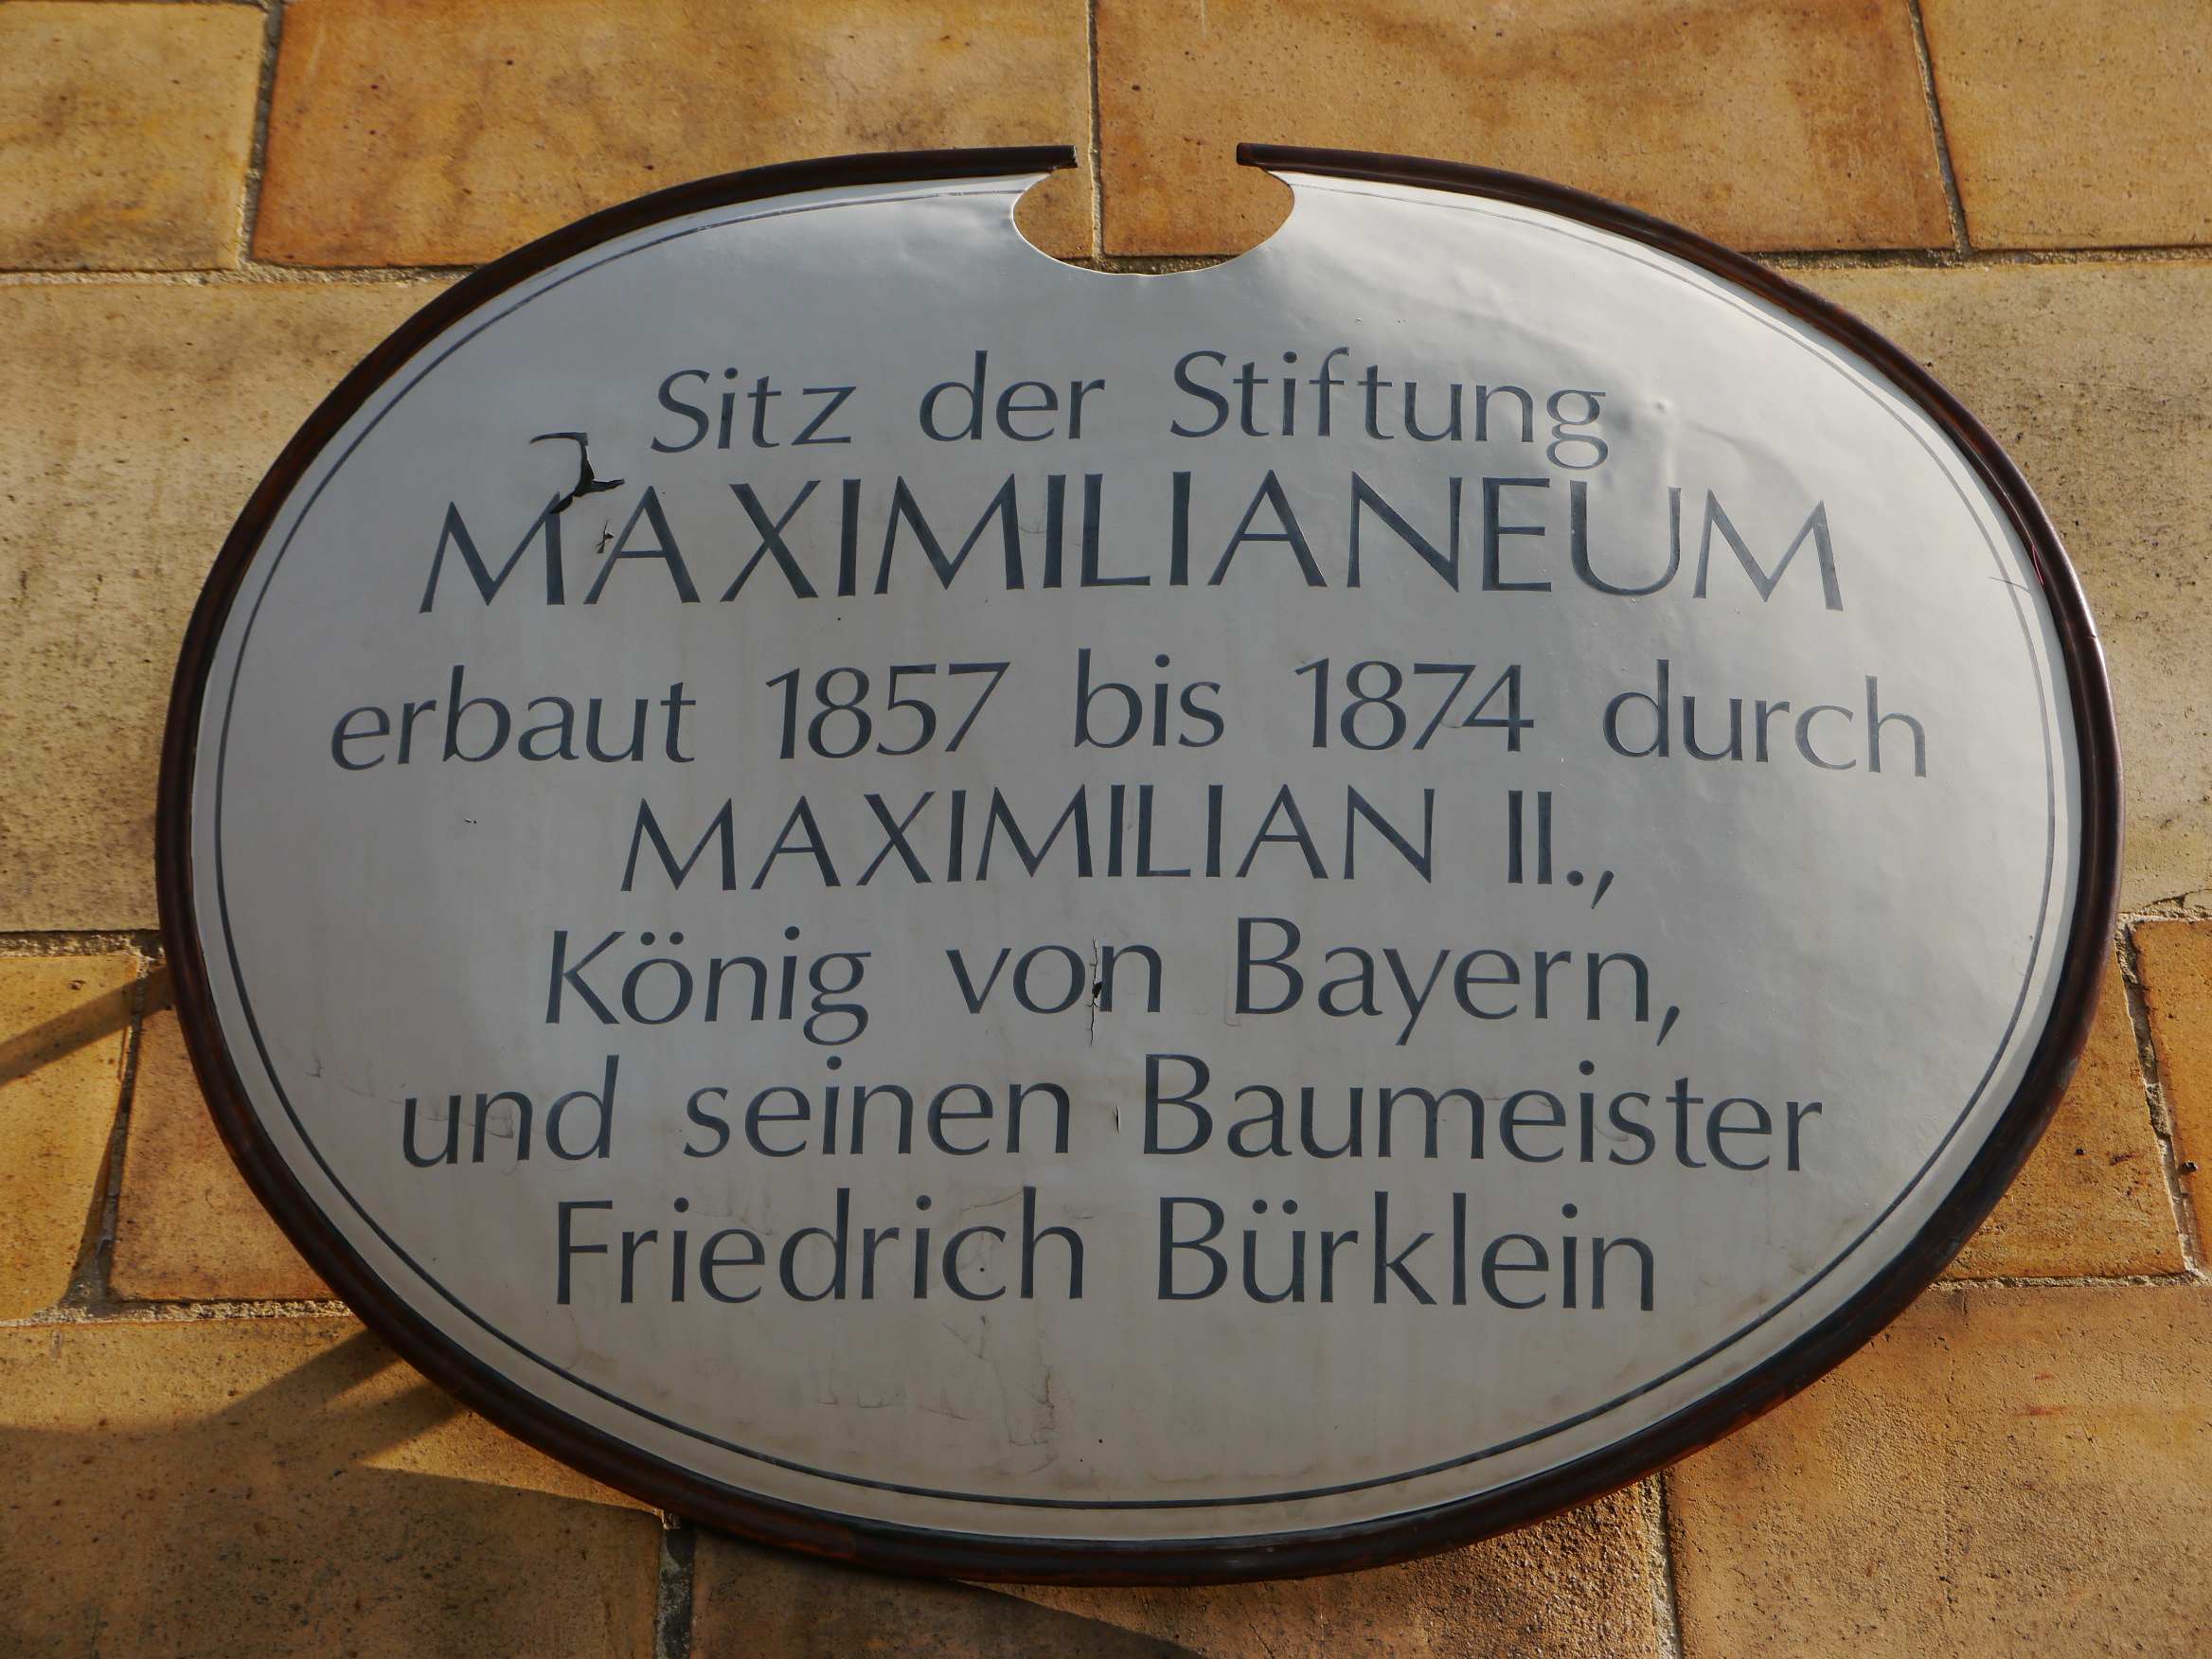 Sitz der Stiftung
MAXIMILIANEUM
erbaut 1857 bis 1874 durch
MAXIMILIAN II.,
König von Bayern,
und seinen Baumeister
Friedrich Bürklein